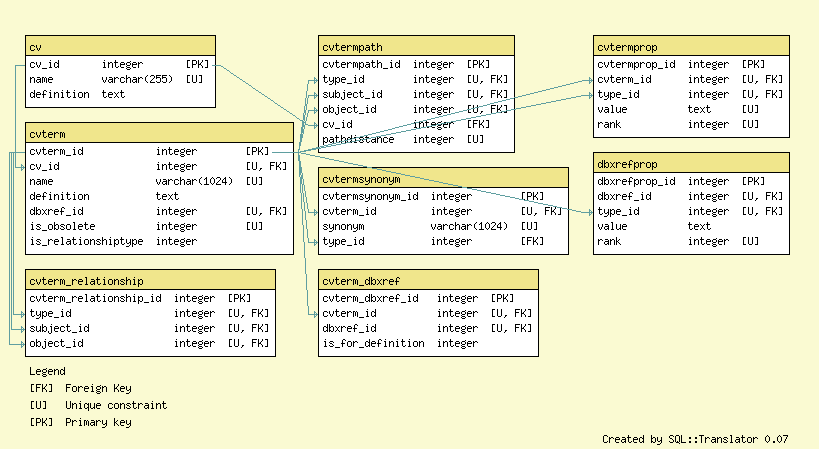 cv
cv_id integer [PK]
name varchar(255) [U]
definition text
cvterm
cvterm_id integer [PK]
cv_id integer [U, FK]
name varchar(1024) [U]
definition text
dbxref_id integer [U, FK]
is_obsolete integer [U]
is_relationshiptype integer
cvterm_relationship
cvterm_relationship_id integer [PK]
type_id integer [U, FK]
subject_id integer [U, FK]
object_id integer [U, FK]
cvtermpath
cvtermpath_id integer [PK]
type_id integer [U, FK]
subject_id integer [U, FK]
object_id integer [U, FK]
cv_id integer [FK]
pathdistance integer [U]
cvtermsynonym
cvtermsynonym_id integer [PK]
cvterm_id integer [U, FK]
synonym varchar(1024) [U]
type_id integer [FK]
cvterm_dbxref
cvterm_dbxref_id integer [PK]
cvterm_id integer [U, FK]
dbxref_id integer [U, FK]
is_for_definition integer
cvtermprop
cvtermprop_id integer [PK]
cvterm_id integer [U, FK]
type_id integer [U, FK]
value text [U]
rank integer [U]
dbxrefprop
dbxrefprop_id integer [PK]
dbxref_id integer [U, FK]
type_id integer [U, FK]
value text
rank integer [U]
Legend
[FK] Foreign Key
[U] Unique constraint
[PK] Primary key
Created by SQL::Translator 0.07